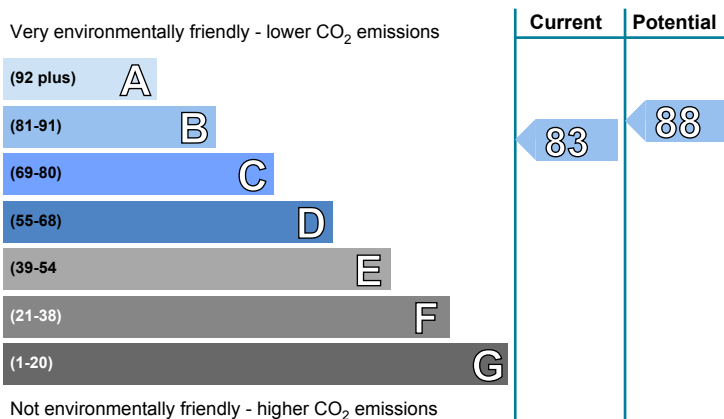 Current Potential
Very environmentally friendly - lower CO2 emissions
(92 plus) A
(81-91) B
83 88
(69-80) C
(55-68) D
(39-54 E
(21-38) F
(1-20) G
Not environmentally friendly - higher CO2 emissions